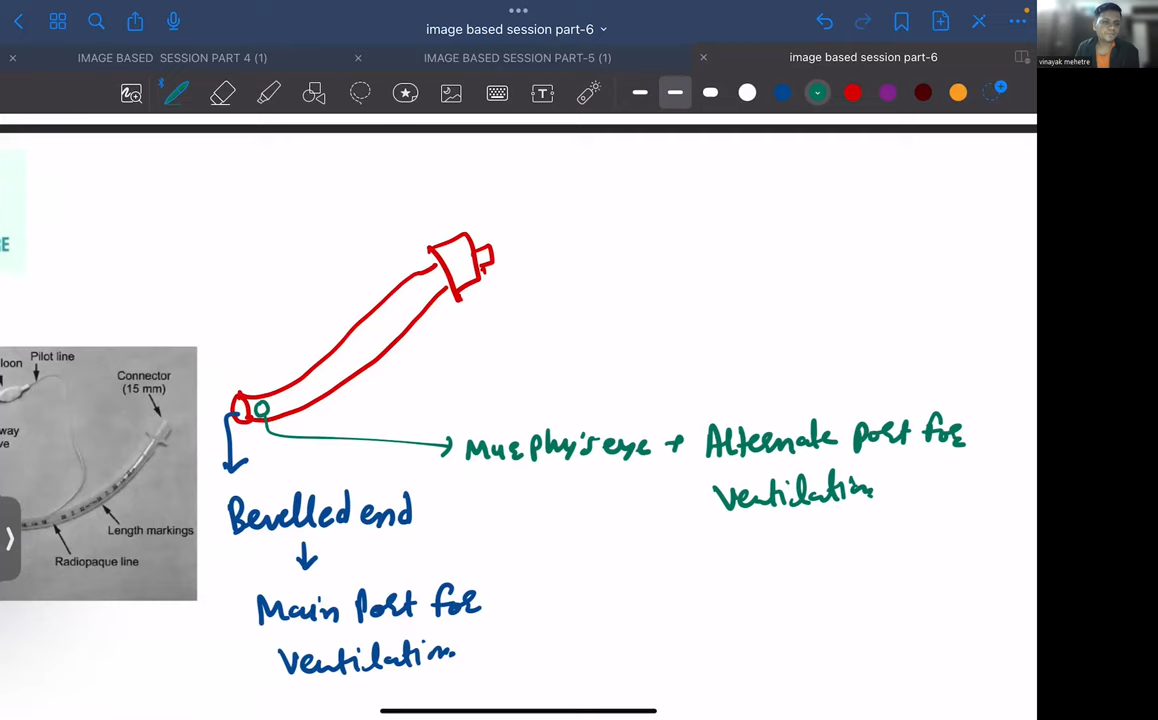 image based session part-6
IMAGE BASED SESSION PART 4 (1)
IMAGE BASED SESSION PART-5 (1)
image based session part-6
vinayak mehetre
RE
loon
Pilot line
Connector
(15 mm)
way
ve
Length markings
Radiopaque line
Murphy's eye → Alternate port for
ventilation
Bevelled end
↓
Main Port for
ventilation.